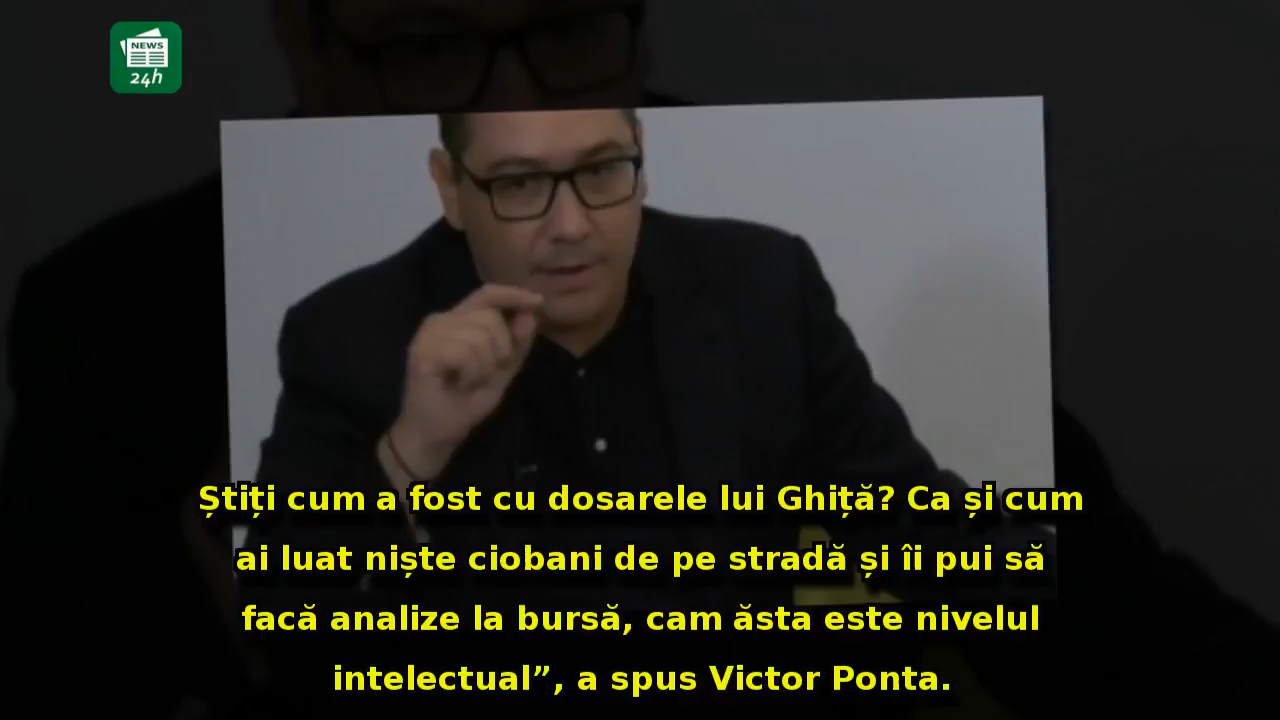 NEWS
24h
Știți cum a fost cu dosarele lui Ghiță? Ca și cum
ai luat niște ciobani de pe stradă și îi pui să
facă analize la bursă, cam ăsta este nivelul
intelectual”, a spus Victor Ponta.